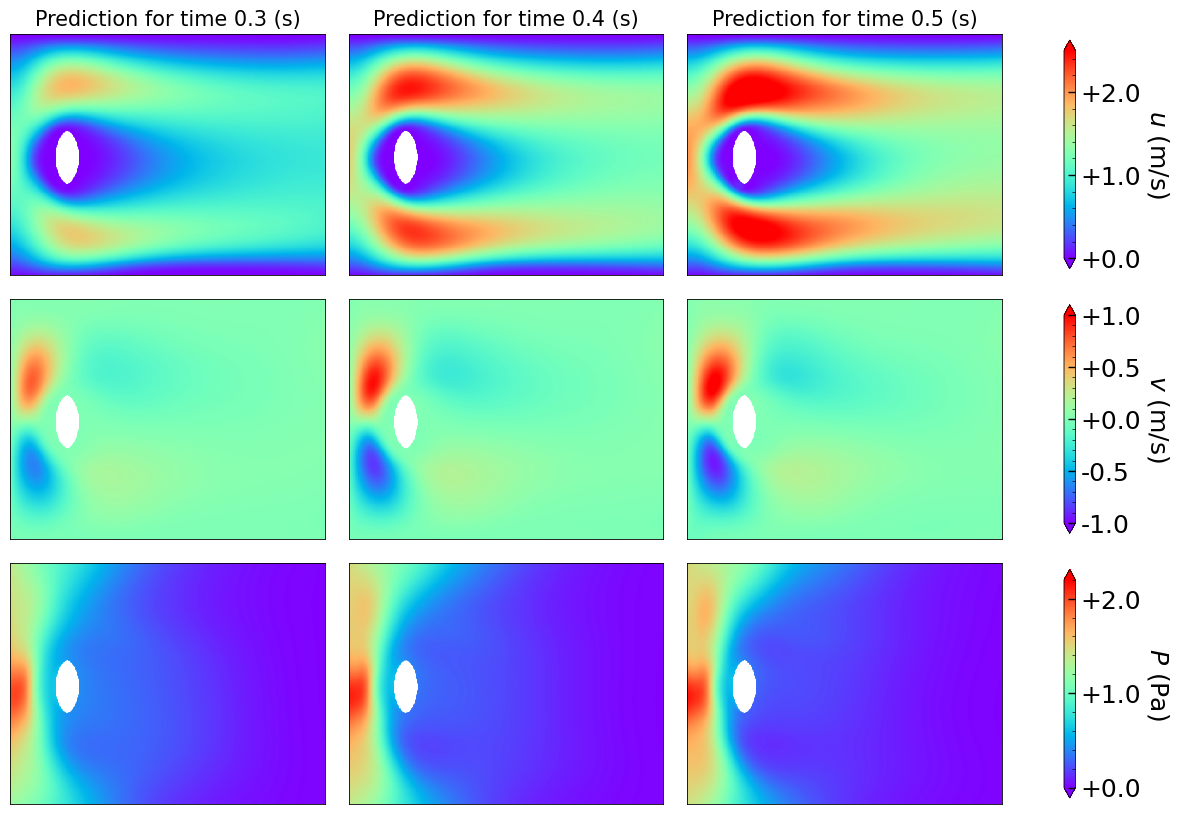 Prediction for time 0.3 (s)
Prediction for time 0.4 (s)
Prediction for time 0.5 (s)
+2.0
+1.0
+0.0
u (m/s)
+1.0
+0.5
+0.0
-0.5
-1.0
v (m/s)
+2.0
+1.0
+0.0
P (Pa)